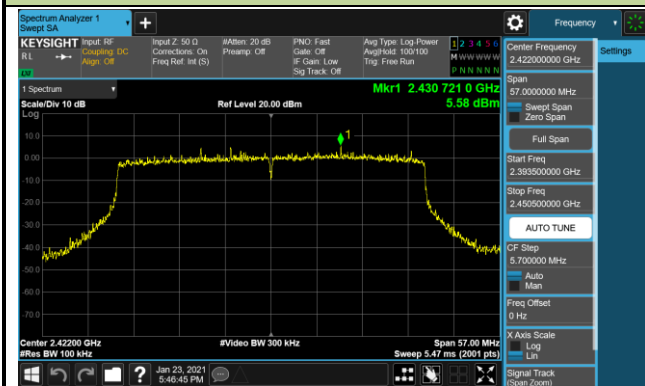 Spectrum Analyzer 1
Swept SA
+
Frequency
KEYSIGHT
RL
LXI
Input: RF
Coupling: DC
Align: Off
Input Z: 50 Ω
Corrections: On
Freq Ref: Int (S)
#Atten: 20 dB
Preamp: Off
PNO: Fast
Gate: Off
IF Gain: Low
Sig Track: Off
Avg Type: Log-Power
Avg|Hold: 100/100
Trig: Free Run
1 2 3 4 5 6
M W W W W W
P N N N N N
1 Spectrum
Scale/Div 10 dB
Log
Ref Level 20.00 dBm
Mkr1 2.430 721 0 GHz
5.58 dBm
1
10.0
0.00
-10.0
-20.0
-30.0
-40.0
-50.0
-60.0
-70.0
Center 2.42200 GHz
#Res BW 100 kHz
#Video BW 300 kHz
Span 57.00 MHz
Sweep 5.47 ms (2001 pts)
Jan 23, 2021
5:46:45 PM
?
Settings
Center Frequency
2.422000000 GHz
Span
57.0000000 MHz
Swept Span
Zero Span
Full Span
Start Freq
2.393500000 GHz
Stop Freq
2.450500000 GHz
AUTO TUNE
CF Step
5.700000 MHz
Auto
Man
Freq Offset
0 Hz
X Axis Scale
Log
Lin
Signal Track
(Span Zoom)